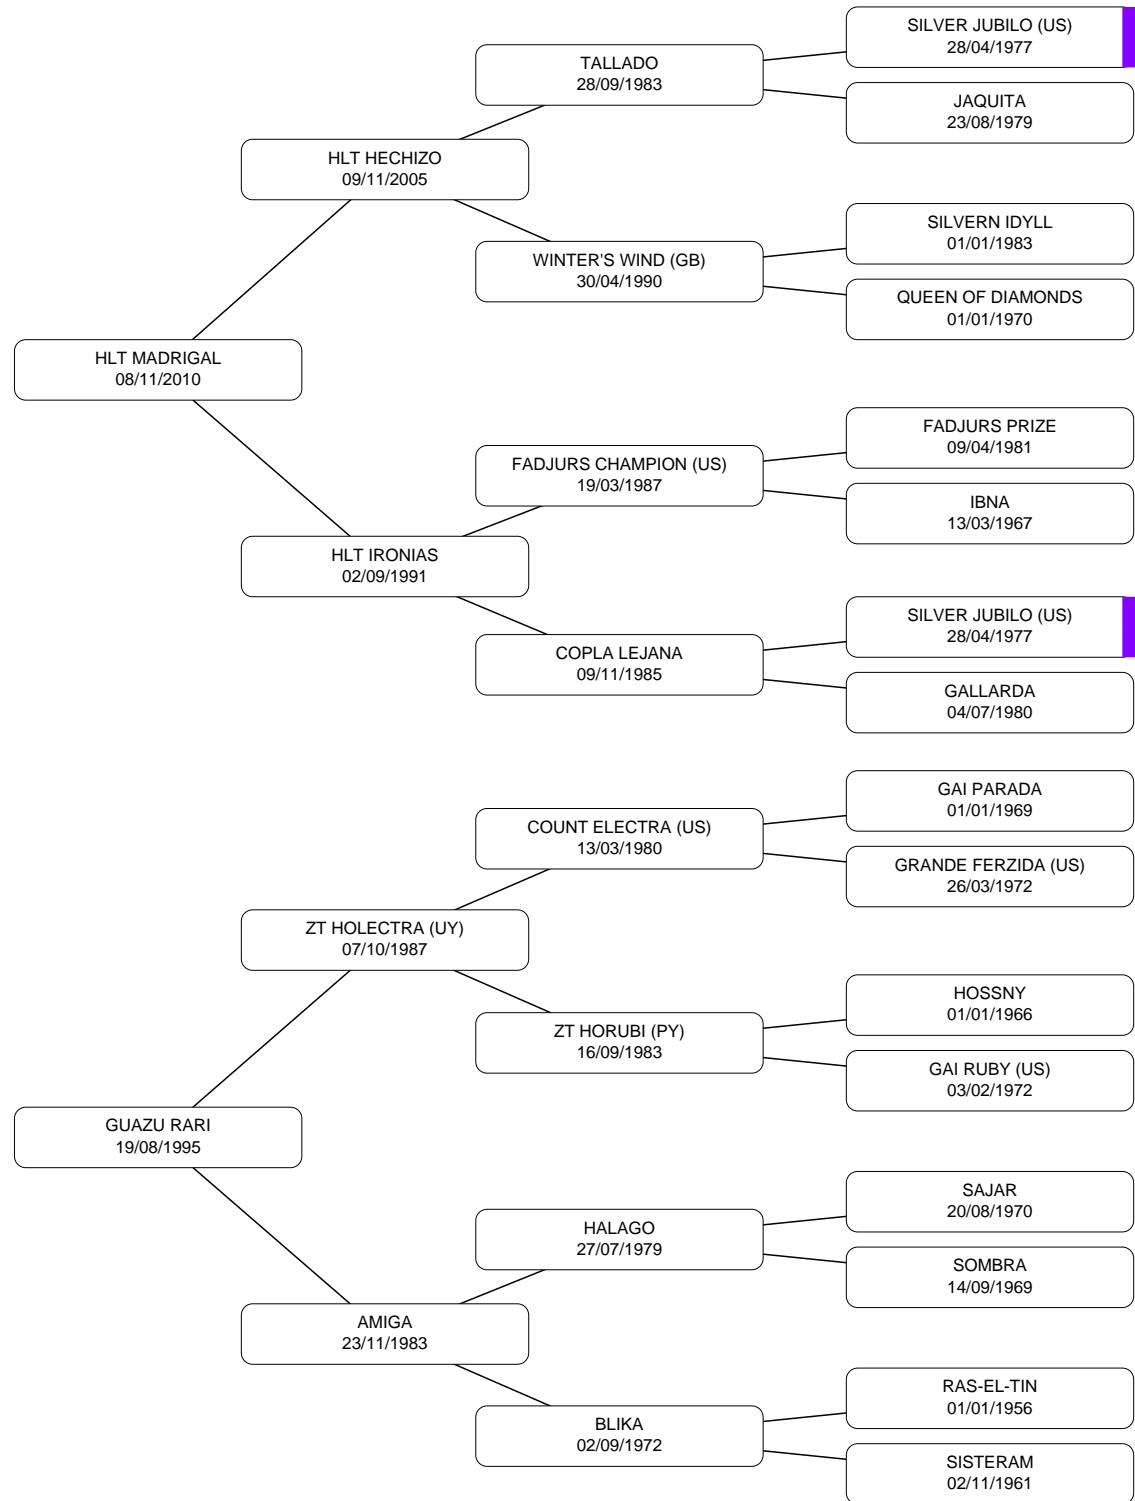 SILVER JUBILO (US)
28/04/1977
TALLADO
28/09/1983
JAQUITA
23/08/1979
HLT HECHIZO
09/11/2005
SILVERN IDYLL
01/01/1983
WINTER'S WIND (GB)
30/04/1990
QUEEN OF DIAMONDS
01/01/1970
HLT MADRIGAL
08/11/2010
FADJURS PRIZE
09/04/1981
FADJURS CHAMPION (US)
19/03/1987
IBNA
13/03/1967
HLT IRONIAS
02/09/1991
SILVER JUBILO (US)
28/04/1977
COPLA LEJANA
09/11/1985
GALLARDA
04/07/1980
GAI PARADA
01/01/1969
COUNT ELECTRA (US)
13/03/1980
GRANDE FERZIDA (US)
26/03/1972
ZT HOLECTRA (UY)
07/10/1987
HOSSNY
01/01/1966
ZT HORUBI (PY)
16/09/1983
GAI RUBY (US)
03/02/1972
GUAZU RARI
19/08/1995
SAJAR
20/08/1970
HALAGO
27/07/1979
SOMBRA
14/09/1969
AMIGA
23/11/1983
RAS-EL-TIN
01/01/1956
BLIKA
02/09/1972
SISTERAM
02/11/1961